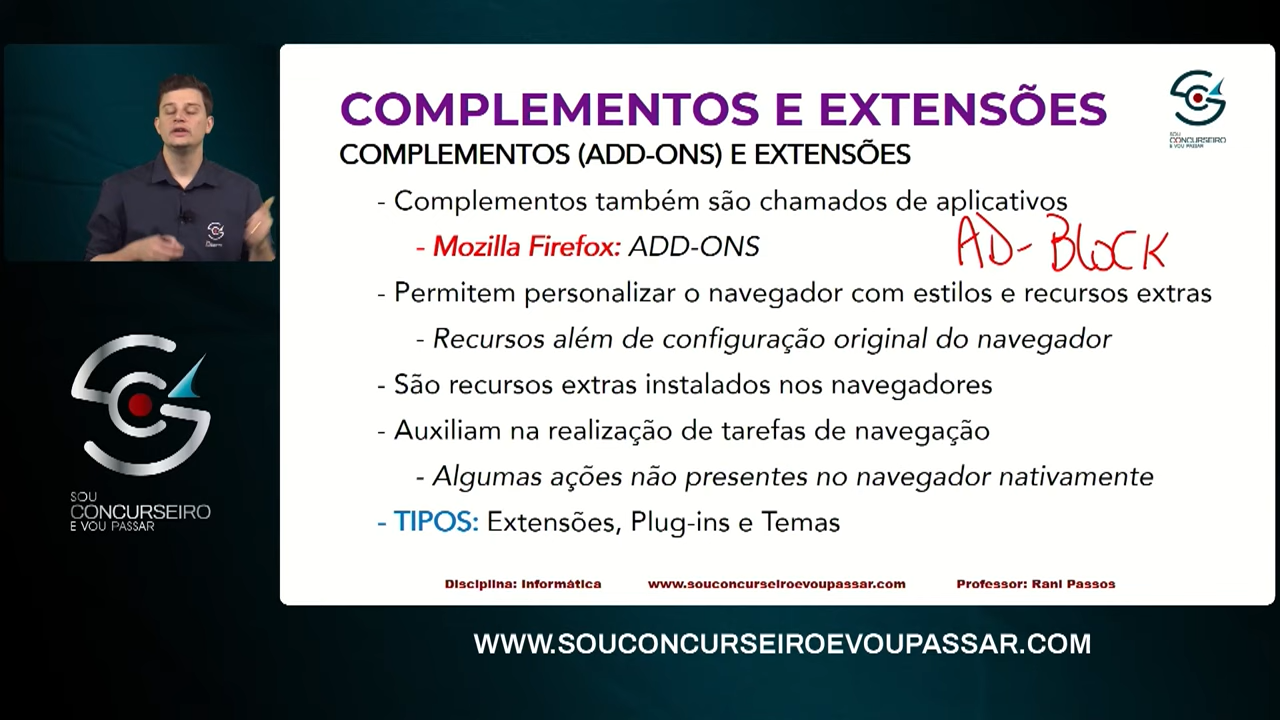 COMPLEMENTOS E EXTENSÕES
SOU
CONCURSEIRO
E VOU PASSAR
COMPLEMENTOS (ADD-ONS) E EXTENSÕES
- Complementos também são chamados de aplicativos
- Mozilla Firefox: ADD-ONS
AD-BLOCK
- Permitem personalizar o navegador com estilos e recursos extras
- Recursos além de configuração original do navegador
- São recursos extras instalados nos navegadores
- Auxiliam na realização de tarefas de navegação
- Algumas ações não presentes no navegador nativamente
- TIPOS: Extensões, Plug-ins e Temas
SOU
CONCURSEIRO
E VOU PASSAR
Disciplina: Informática www.souconcurseiroevoupassar.com Professor: Rani Passos
WWW.SOUCONCURSEIROEVOUPASSAR.COM